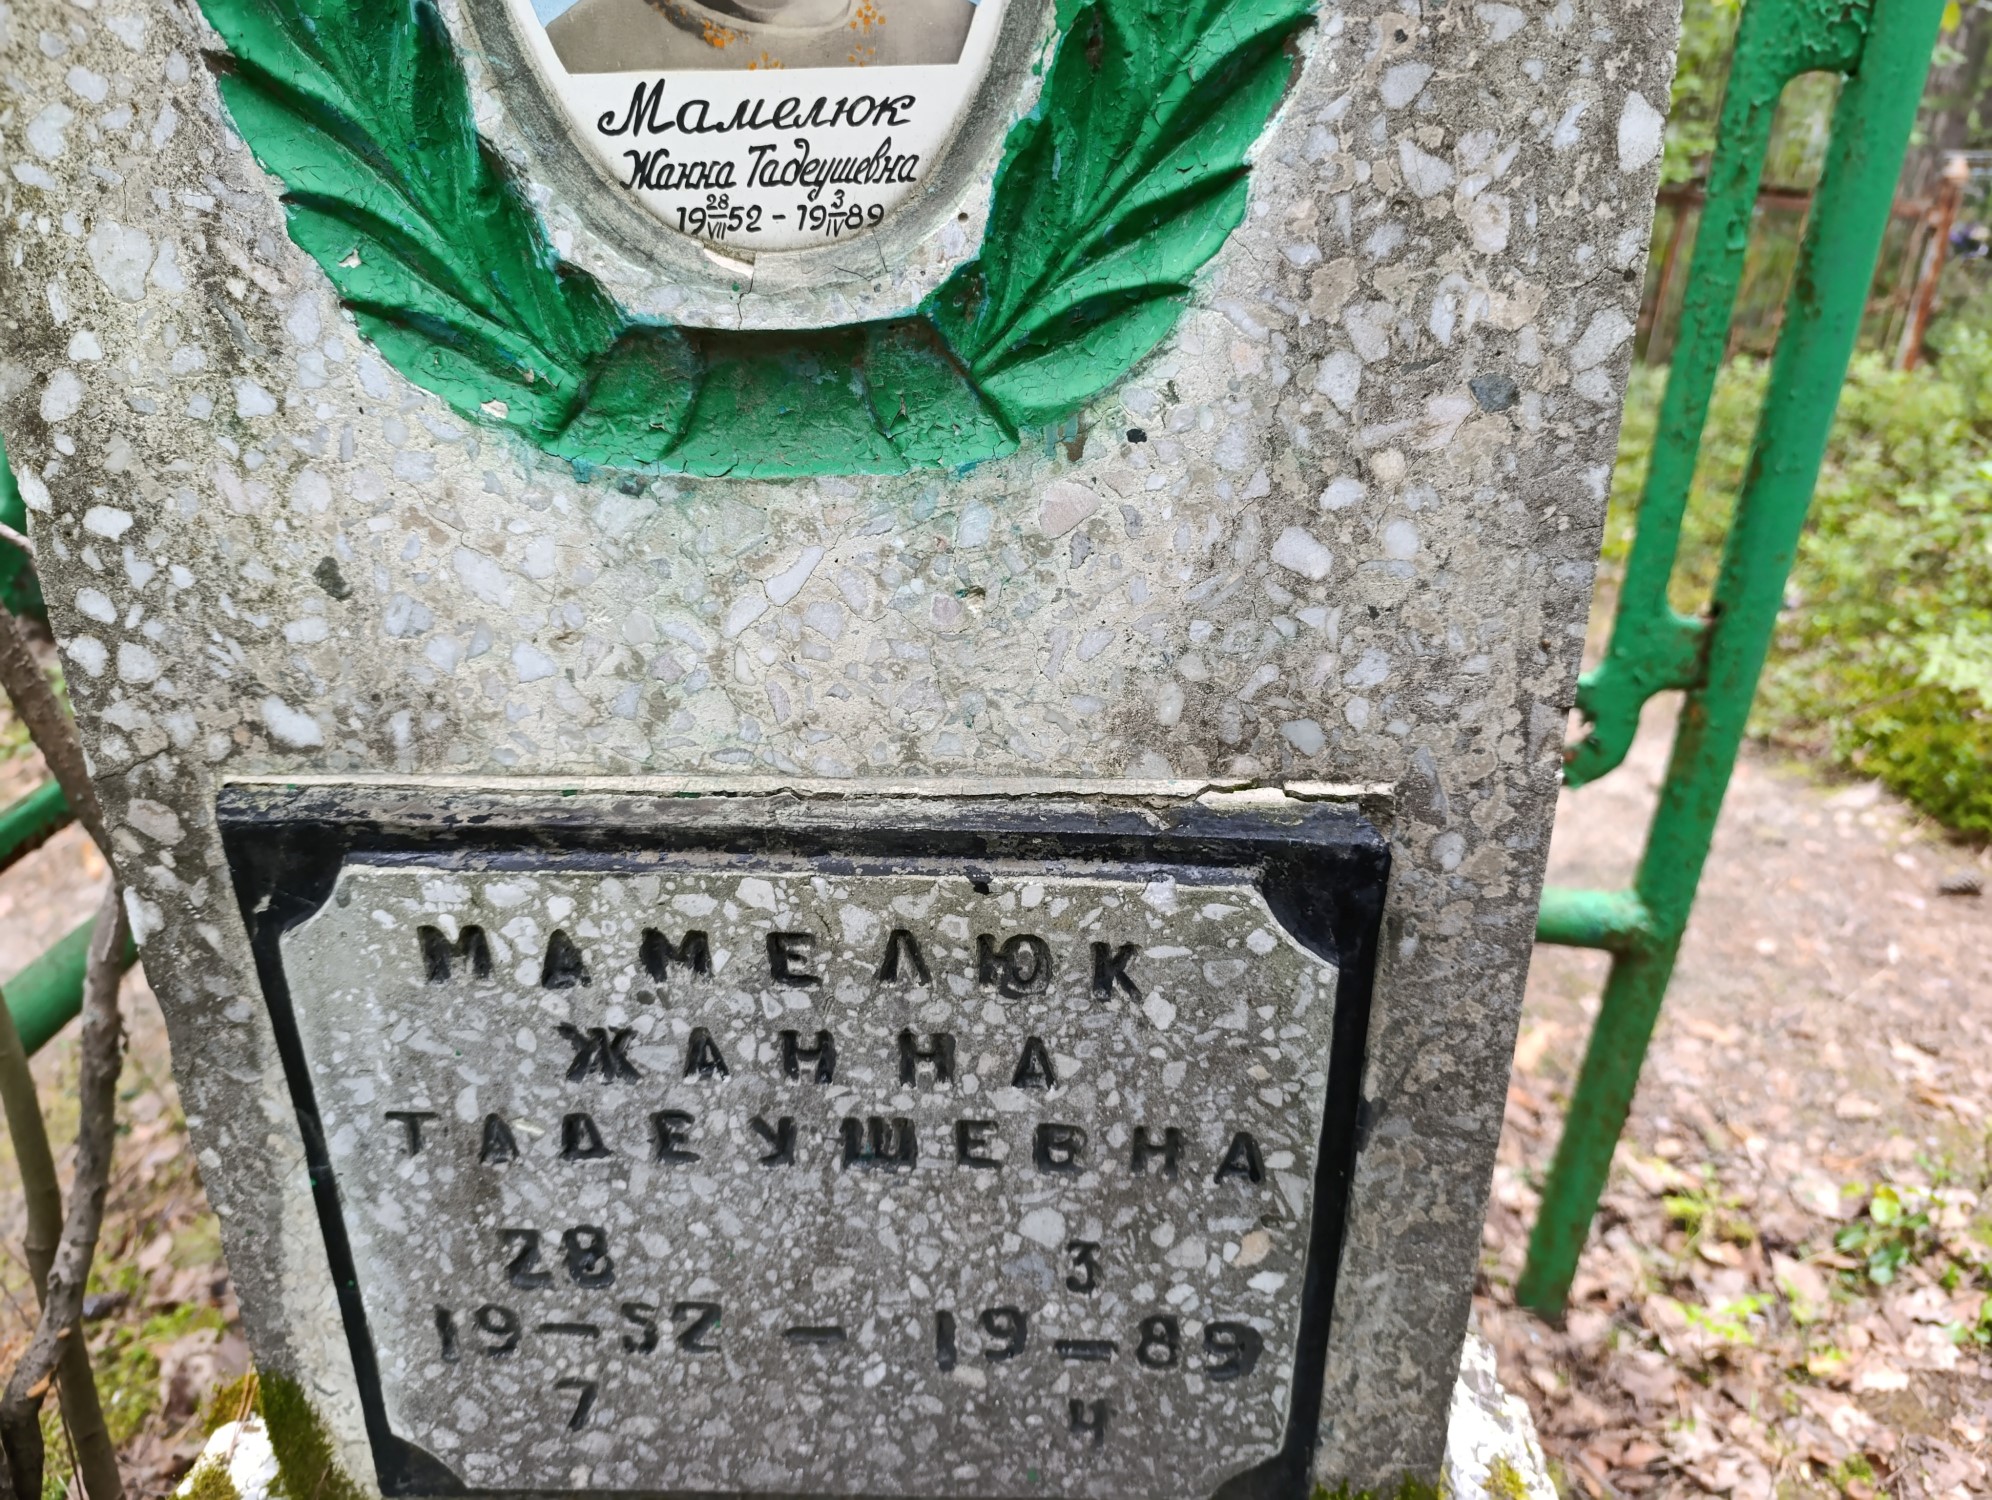 Мамелюк
Жанна Тадеушевна
19 28/VII 52 - 19 3/IV 89
МАМЕЛЮК
ЖАННА
ТАДЕУШЕВНА
28 3
19—52 — 19—89
7 4